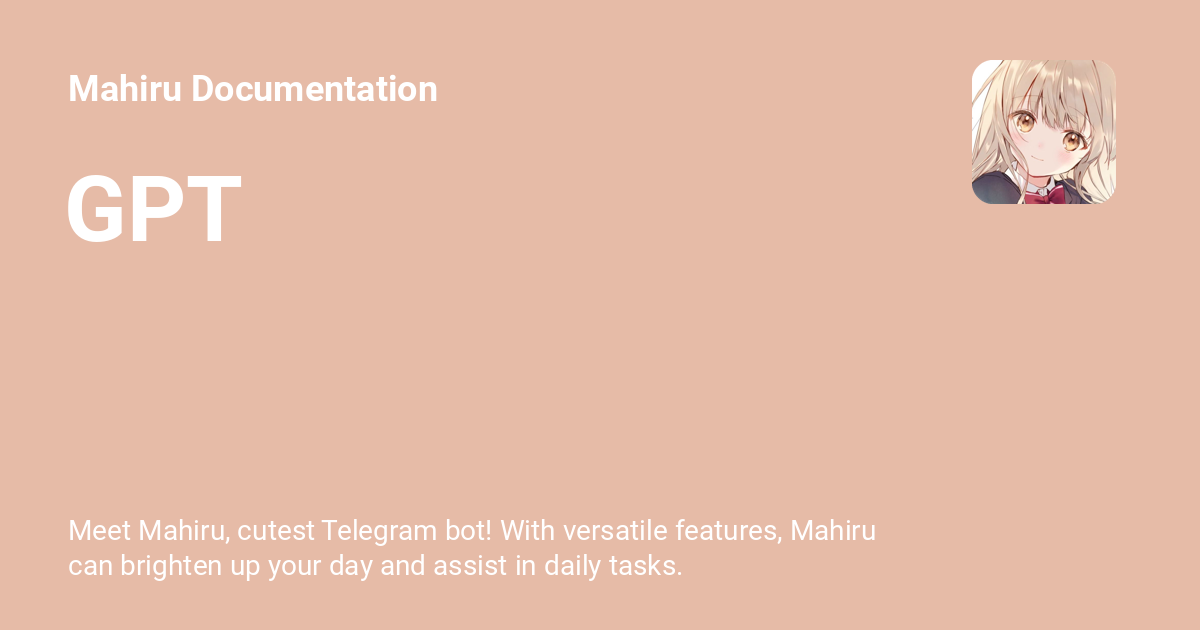 Mahiru Documentation
GPT
Meet Mahiru, cutest Telegram bot! With versatile features, Mahiru
can brighten up your day and assist in daily tasks.